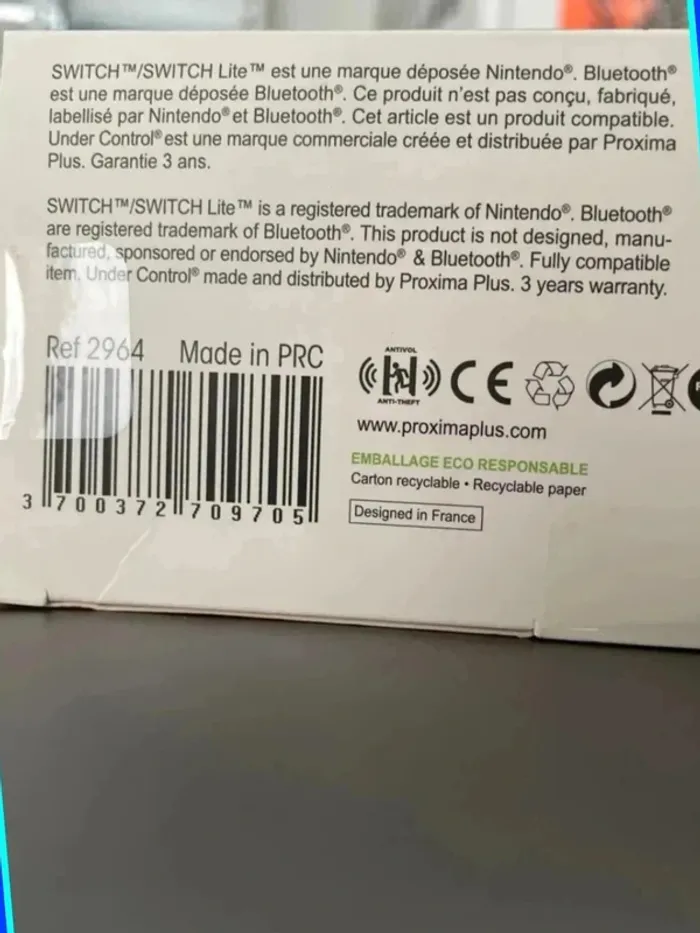 SWITCH™/SWITCH Lite™ est une marque déposée Nintendo®. Bluetooth®
est une marque déposée Bluetooth®. Ce produit n'est pas conçu, fabriqué,
labellisé par Nintendo® et Bluetooth®. Cet article est un produit compatible.
Under Control® est une marque commerciale créée et distribuée par Proxima
Plus. Garantie 3 ans.
SWITCH™/SWITCH Lite™ is a registered trademark of Nintendo®. Bluetooth®
are registered trademark of Bluetooth®. This product is not designed, manu-
factured, sponsored or endorsed by Nintendo® & Bluetooth®. Fully compatible
item. Under Control® made and distributed by Proxima Plus. 3 years warranty.
Ref 2964 Made in PRC
3 700372 709705
ANTIVOL
ANTI-THEFT
CE
www.proximaplus.com
EMBALLAGE ECO RESPONSABLE
Carton recyclable • Recyclable paper
Designed in France